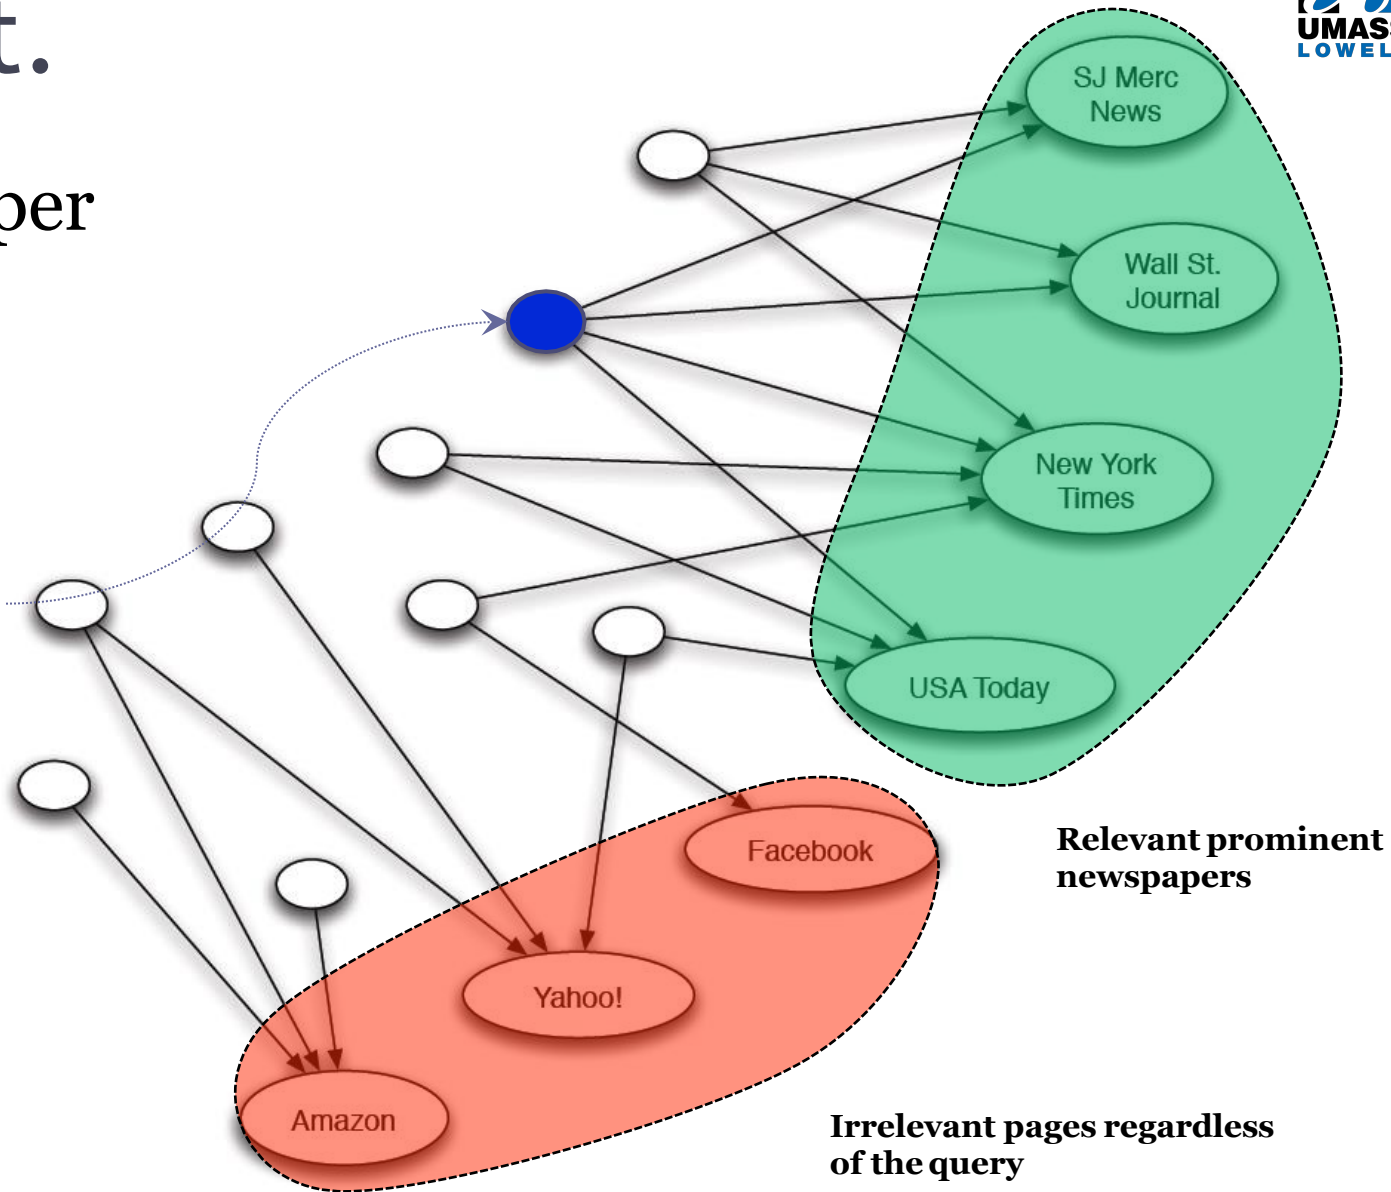 t.
per
SJ Merc
News
Wall St.
Journal
New York
Times
USA Today
Facebook
Yahoo!
Amazon
Relevant prominent
newspapers
Irrelevant pages regardless
of the query
UMASS
LOWEL